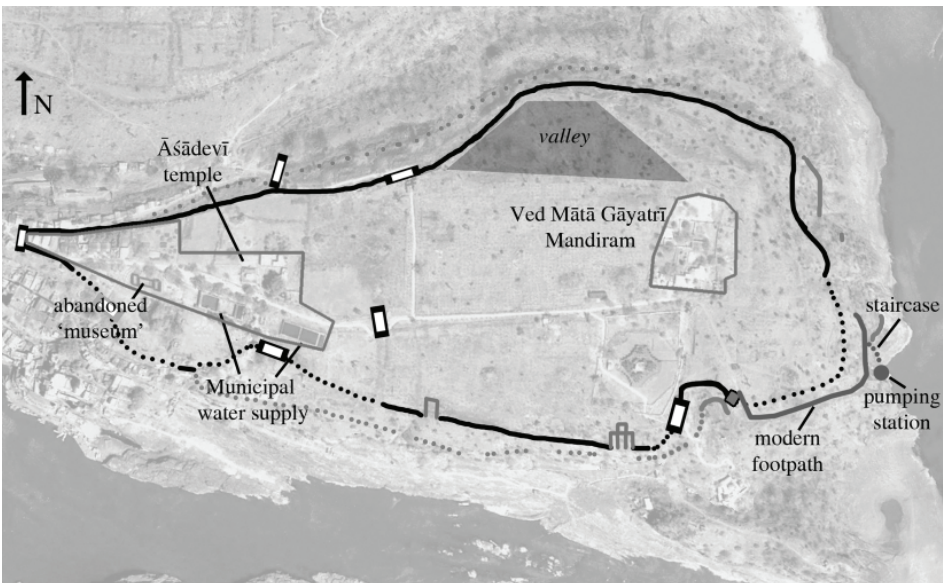 N
Āśādevī
temple
valley
Ved Mātā Gāyatrī
Mandiram
abandoned
‘museum’
Municipal
water supply
staircase
pumping
station
modern
footpath